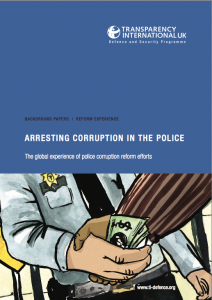 TRANSPARENCY
INTERNATIONAL UK
Defence and Security Programme
BACKGROUND PAPERS | REFORM EXPERIENCE
ARRESTING CORRUPTION IN THE POLICE
The global experience of police corruption reform efforts
www.ti-defence.org